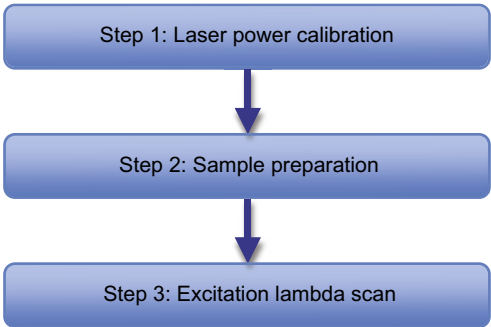 Step 1: Laser power calibration
Step 2: Sample preparation
Step 3: Excitation lambda scan